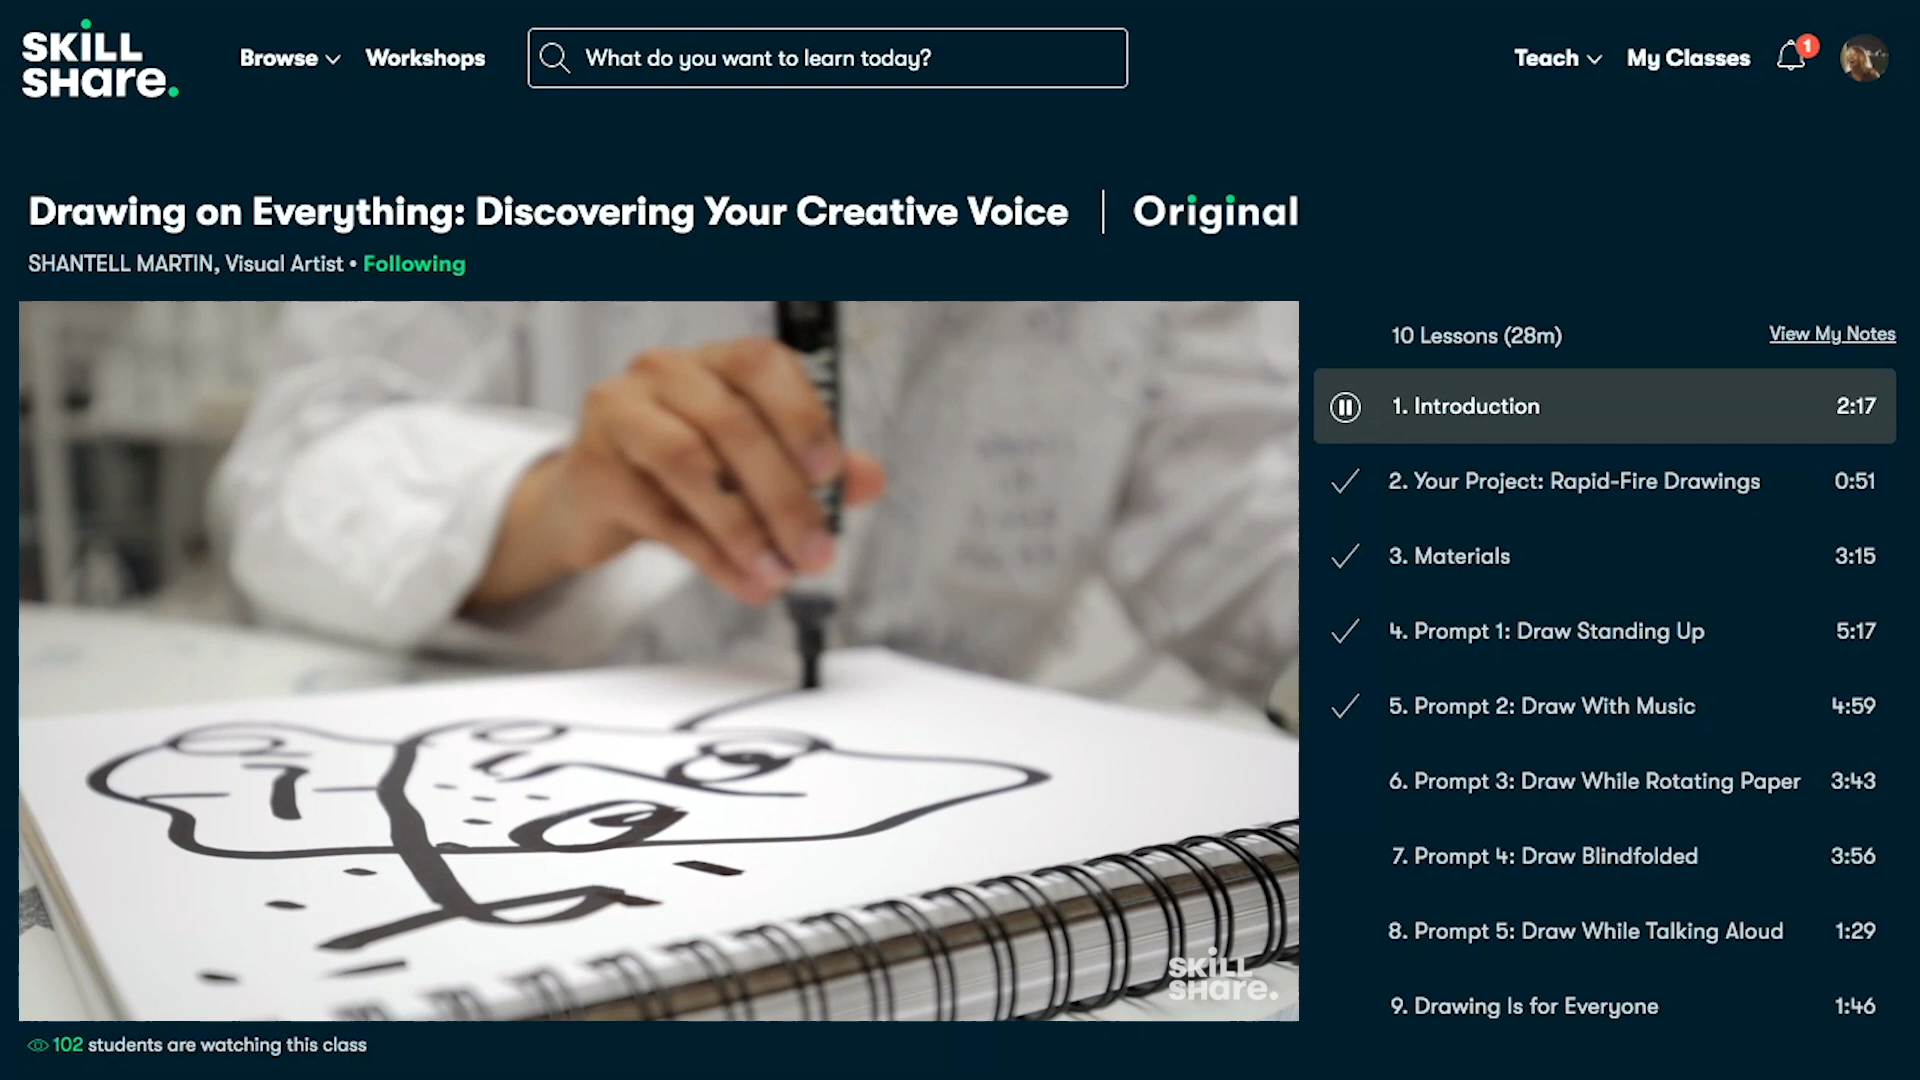 SKiLL
SHare.
Browse
Workshops
What do you want to learn today?
Teach
My Classes
1
Drawing on Everything: Discovering Your Creative Voice | Original
SHANTELL MARTIN, Visual Artist • Following
10 Lessons (28m)
View My Notes
1. Introduction 2:17
2. Your Project: Rapid-Fire Drawings 0:51
3. Materials 3:15
4. Prompt 1: Draw Standing Up 5:17
5. Prompt 2: Draw With Music 4:59
6. Prompt 3: Draw While Rotating Paper 3:43
7. Prompt 4: Draw Blindfolded 3:56
8. Prompt 5: Draw While Talking Aloud 1:29
9. Drawing Is for Everyone 1:46
SKiLL
SHare.
102 students are watching this class